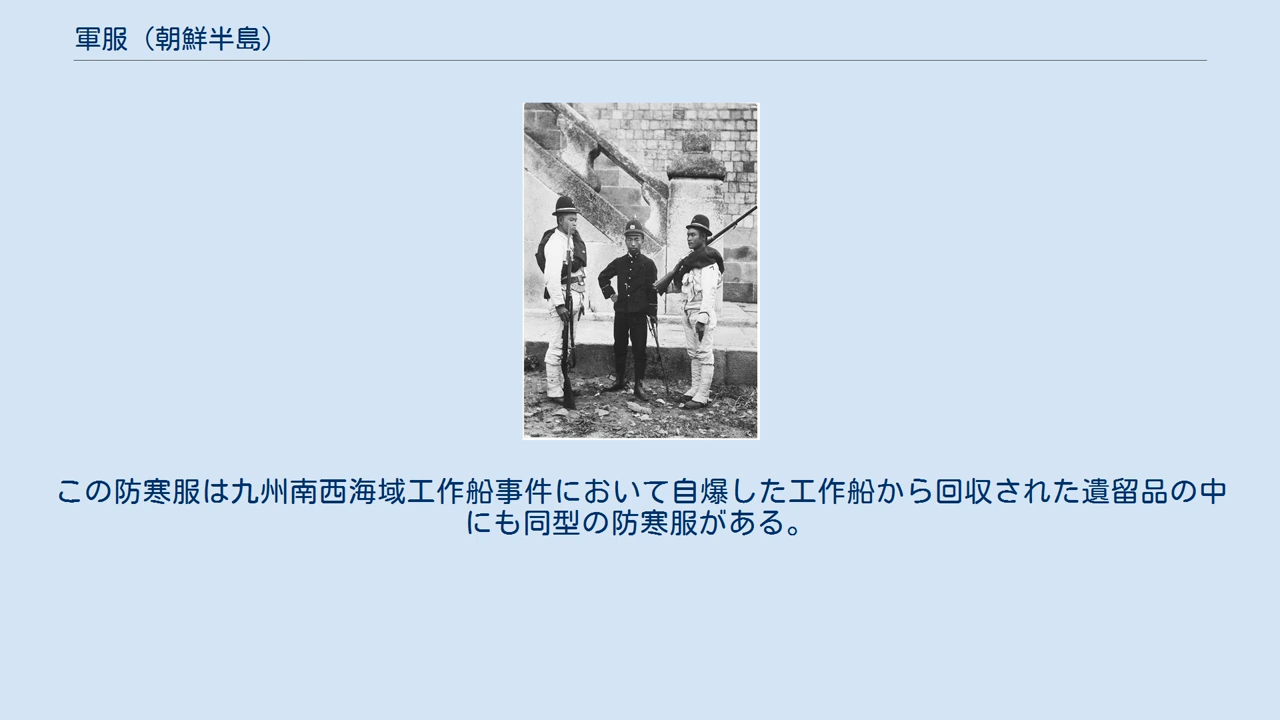 軍服（朝鮮半島）
この防寒服は九州南西海域工作船事件において自爆した工作船から回収された遺留品の中
にも同型の防寒服がある。